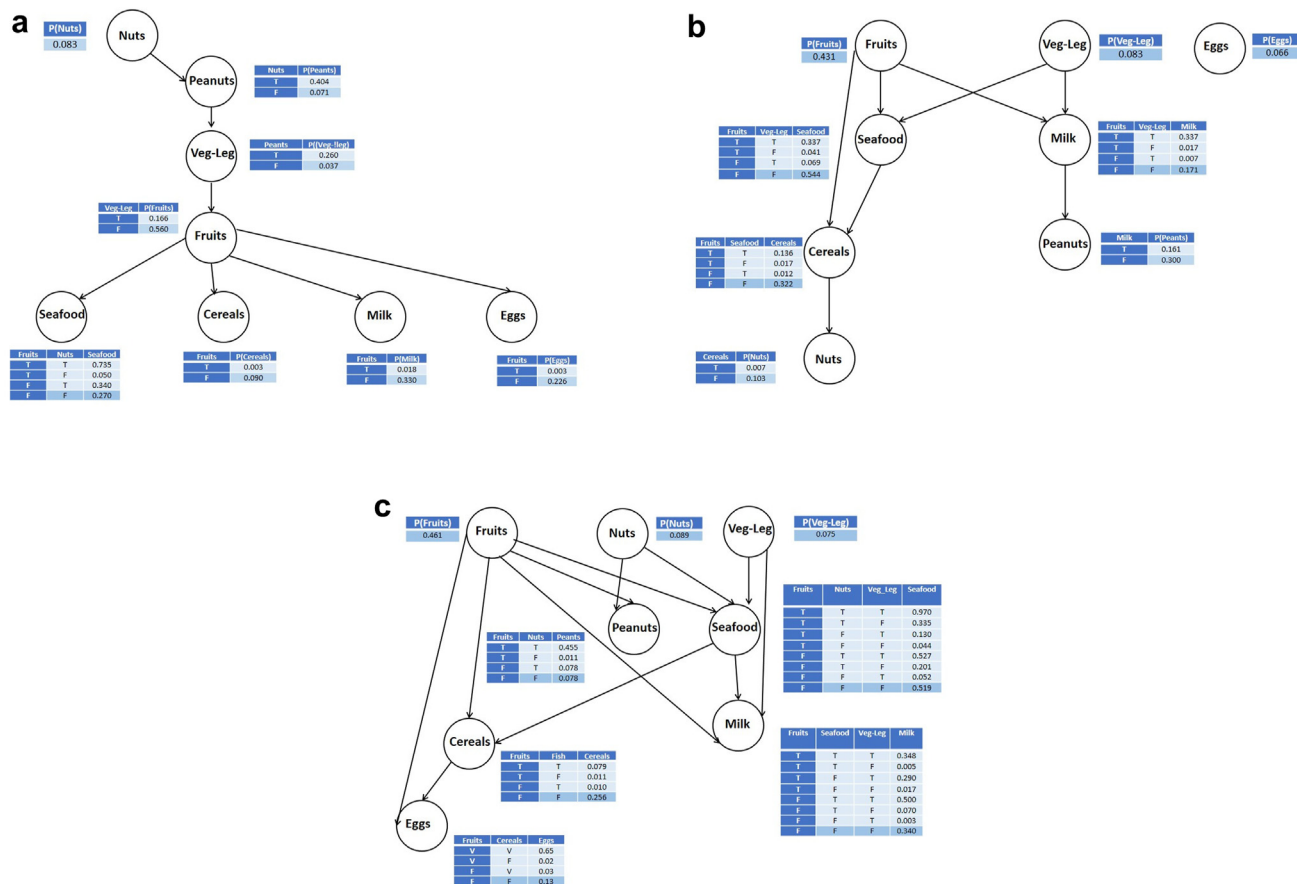 a
P(Nuts)
0.083
Nuts
Peanuts
Nuts P(Peants)
T 0.404
F 0.071
Veg-Leg
Peants P((Veg-!leg)
T 0.260
F 0.037
Veg-Leg P(Fruits)
T 0.166
F 0.560
Fruits
Seafood
Cereals
Milk
Eggs
Fruits Nuts Seafood
T T 0.735
T F 0.050
F T 0.340
F F 0.270
Fruits P(Cereals)
T 0.003
F 0.090
Fruits P(Milk)
T 0.018
F 0.330
Fruits P(Eggs)
T 0.003
F 0.226
b
P(Fruits)
0.431
Fruits
Veg-Leg
P(Veg-Leg)
0.083
Eggs
P(Eggs)
0.066
Fruits Veg-Leg Seafood
T T 0.337
T F 0.041
F T 0.069
F F 0.544
Seafood
Milk
Fruits Veg-Leg Milk
T T 0.337
T F 0.017
F T 0.007
F F 0.171
Fruits Seafood Cereals
T T 0.136
T F 0.017
F T 0.012
F F 0.322
Cereals
Peanuts
Milk P(Peants)
T 0.161
F 0.300
Cereals P(Nuts)
T 0.007
F 0.103
Nuts
c
P(Fruits)
0.461
Fruits
Nuts
P(Nuts)
0.089
Veg-Leg
P(Veg-Leg)
0.075
Peanuts
Seafood
Fruits Nuts Veg_Leg Seafood
T T T 0.970
T T F 0.335
T F T 0.130
T F F 0.044
F T T 0.527
F T F 0.201
F F T 0.052
F F F 0.519
Fruits Nuts Peants
T T 0.455
T F 0.011
F T 0.078
F F 0.078
Milk
Fruits Seafood Veg-Leg Milk
T T T 0.348
T T F 0.005
T F T 0.290
T F F 0.017
F T T 0.500
F T F 0.070
F F T 0.003
F F F 0.340
Cereals
Fruits Fish Cereals
T T 0.079
T F 0.011
F T 0.010
F F 0.256
Eggs
Fruits Cereals Eggs
V V 0.65
V F 0.02
F V 0.03
F F 0.13